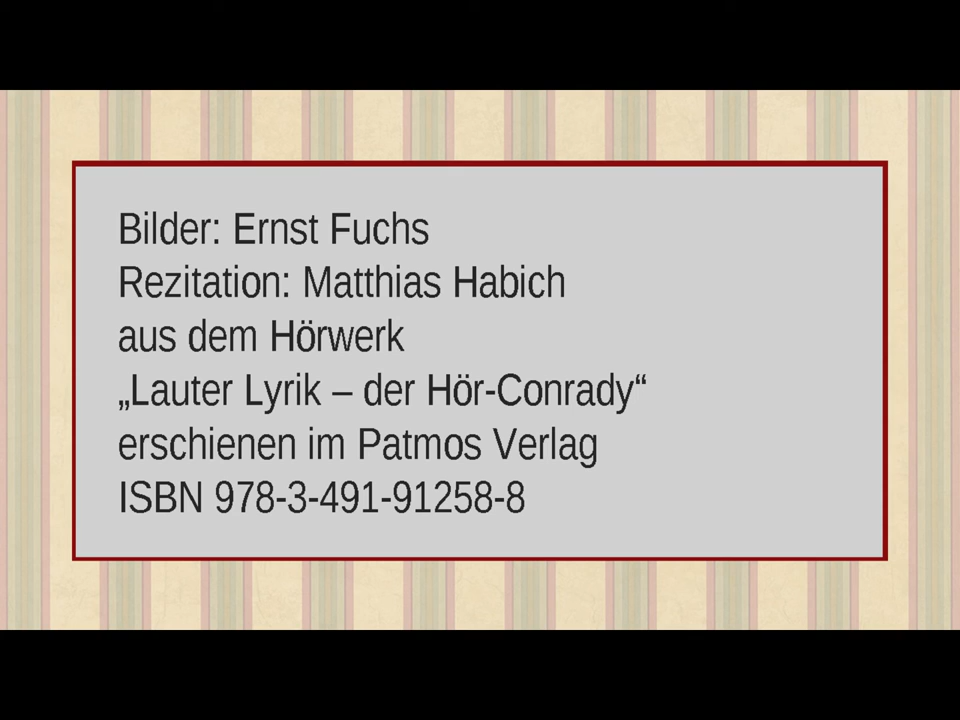 Bilder: Ernst Fuchs
Rezitation: Matthias Habich
aus dem Hörwerk
„Lauter Lyrik – der Hör-Conrady“
erschienen im Patmos Verlag
ISBN 978-3-491-91258-8